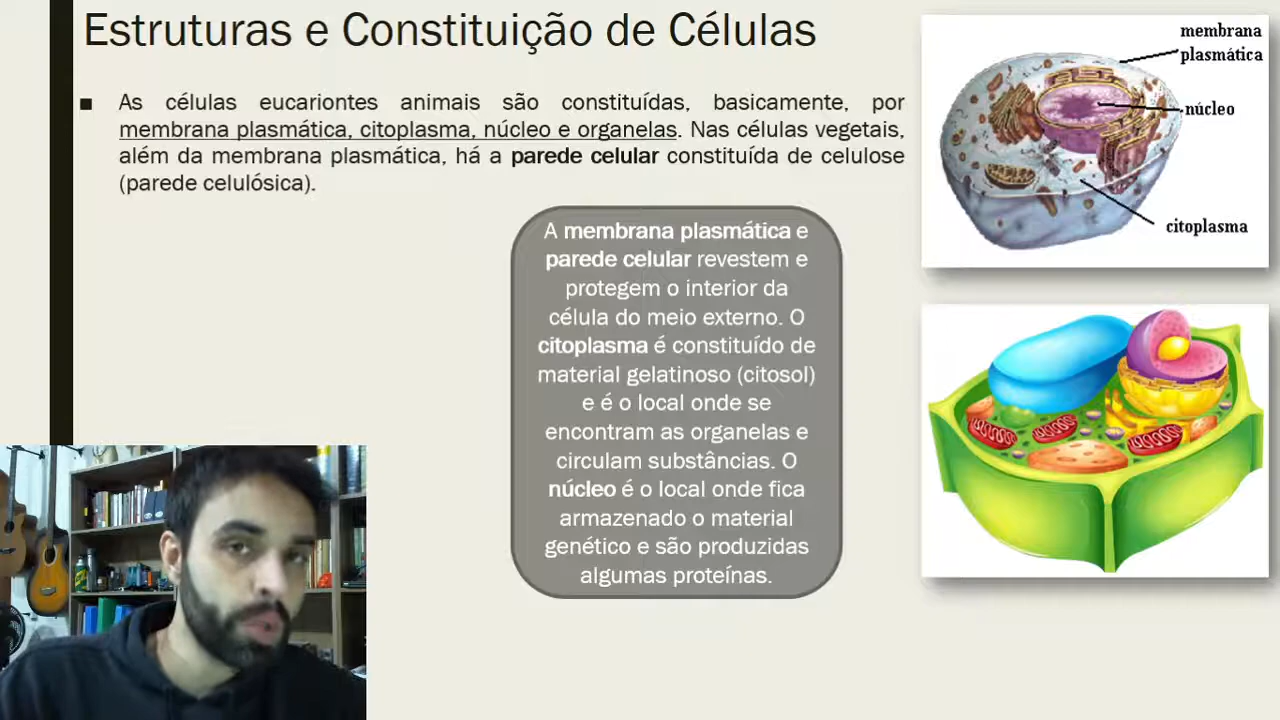 Estruturas e Constituição de Células
As células eucariontes animais são constituídas, basicamente, por
membrana plasmática, citoplasma, núcleo e organelas. Nas células vegetais,
além da membrana plasmática, há a parede celular constituída de celulose
(parede celulósica).
A membrana plasmática e
parede celular revestem e
protegem o interior da
célula do meio externo. O
citoplasma é constituído de
material gelatinoso (citosol)
e é o local onde se
encontram as organelas e
circulam substâncias. O
núcleo é o local onde fica
armazenado o material
genético e são produzidas
algumas proteínas.
membrana
plasmática
núcleo
citoplasma